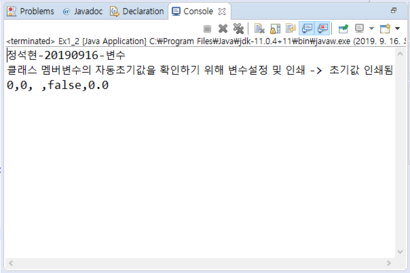 Problems @ Javadoc Declaration Console
<terminated> Ex1_2 [Java Application] C:\Program Files\Java\jdk-11.0.4+11\bin\javaw.exe (2019. 9. 16.
정석현-20190916-변수
클래스 멤버변수의 자동초기값을 확인하기 위해 변수설정 및 인쇄 -> 초기값 인쇄됨
0,0, ,false,0.0